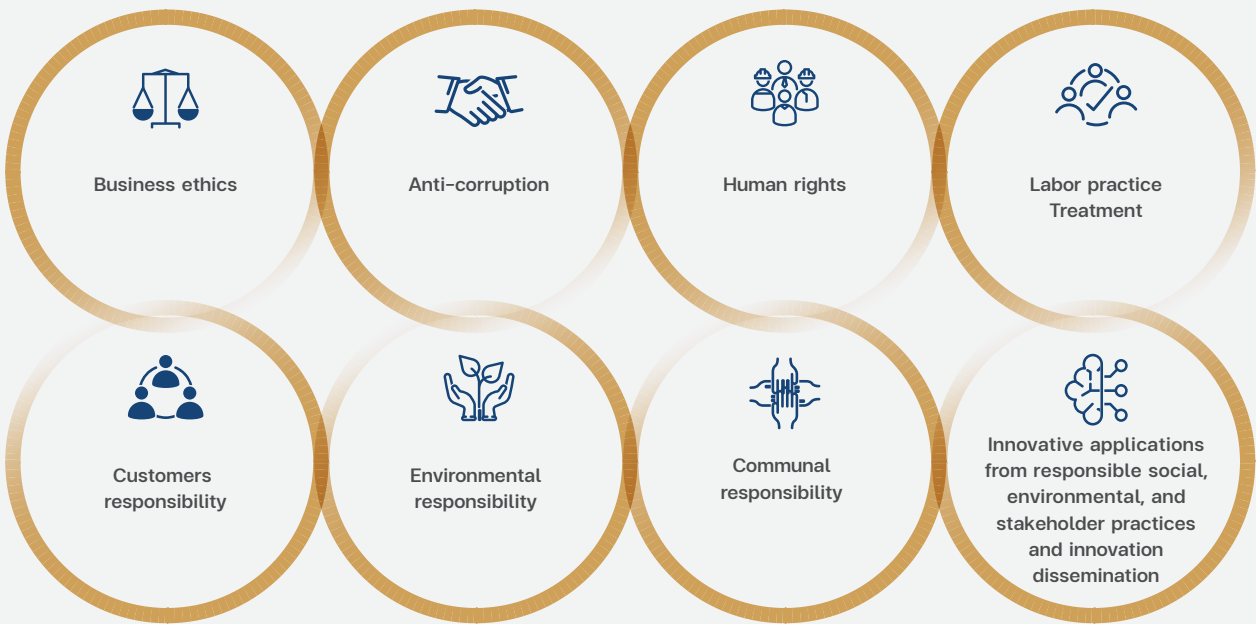 Business ethics
Anti-corruption
Human rights
Labor practice
Treatment
Customers
responsibility
Environmental
responsibility
Communal
responsibility
Innovative applications
from responsible social,
environmental, and
stakeholder practices
and innovation
dissemination